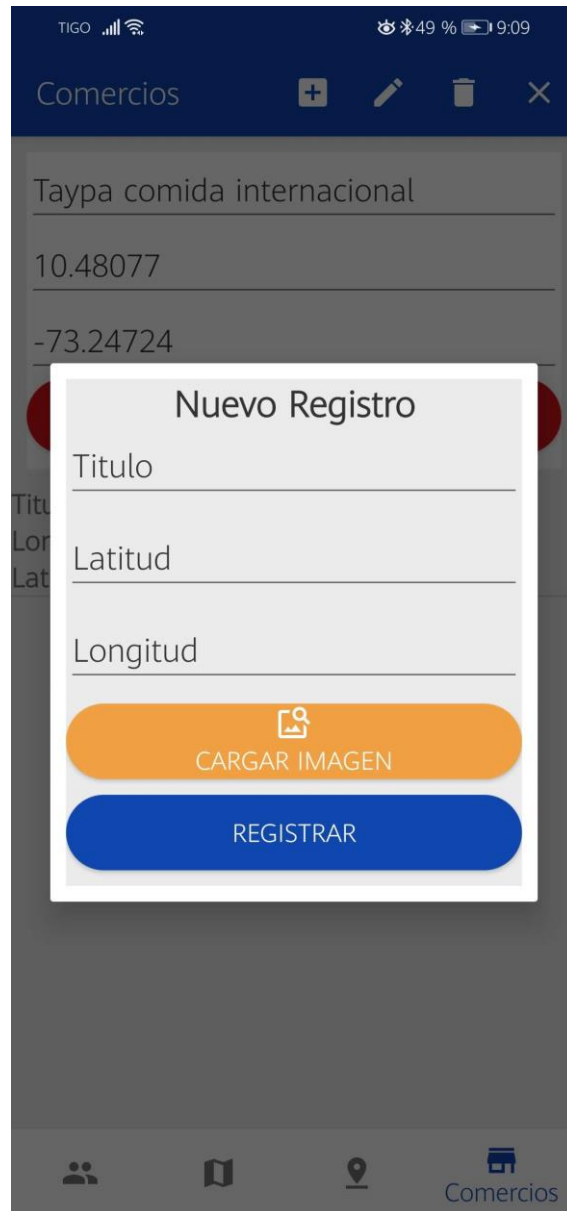 TIGO 49 % 9:09
Comercios
Taypa comida internacional
10.48077
-73.24724
Nuevo Registro
Titulo
Latitud
Longitud
CARGAR IMAGEN
REGISTRAR
Comercios